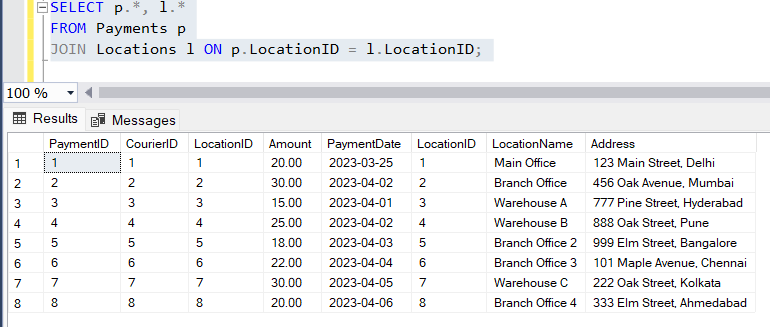 SELECT p.*, l.*
FROM Payments p
JOIN Locations l ON p.LocationID = l.LocationID;
100 %
Results Messages
PaymentID CourierID LocationID Amount PaymentDate LocationID LocationName Address
1 1 1 1 20.00 2023-03-25 1 Main Office 123 Main Street, Delhi
2 2 2 2 30.00 2023-04-02 2 Branch Office 456 Oak Avenue, Mumbai
3 3 3 3 15.00 2023-04-01 3 Warehouse A 777 Pine Street, Hyderabad
4 4 4 4 25.00 2023-04-02 4 Warehouse B 888 Oak Street, Pune
5 5 5 5 18.00 2023-04-03 5 Branch Office 2 999 Elm Street, Bangalore
6 6 6 6 22.00 2023-04-04 6 Branch Office 3 101 Maple Avenue, Chennai
7 7 7 7 30.00 2023-04-05 7 Warehouse C 222 Oak Street, Kolkata
8 8 8 8 20.00 2023-04-06 8 Branch Office 4 333 Elm Street, Ahmedabad